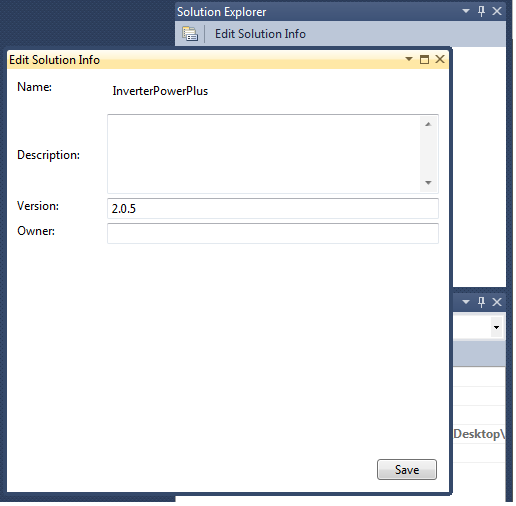 Solution Explorer
Edit Solution Info
Edit Solution Info
Name:
InverterPowerPlus
Description:
Version:
2.0.5
Owner:
Desktop\
Save